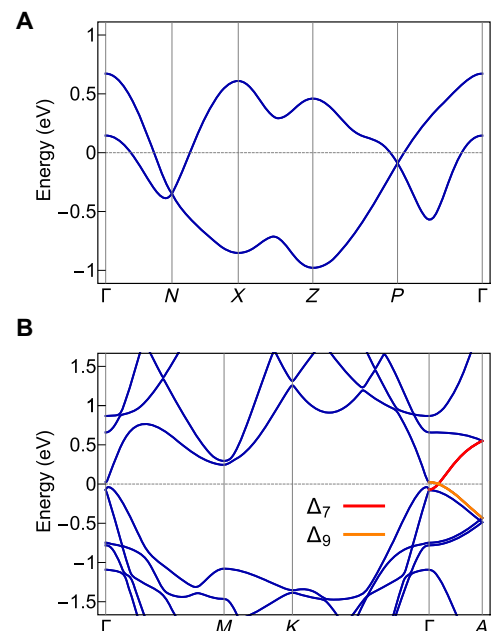 A
Energy (eV)
1
0.5
0
−0.5
−1
Γ N X Z P Γ
B
Energy (eV)
1.5
1
0.5
0
−0.5
−1
−1.5
Δ7
Δ9
Γ M K Γ A